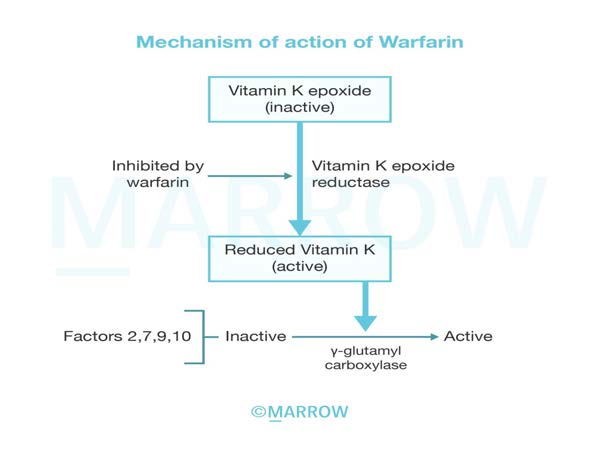 Mechanism of action of Warfarin
Vitamin K epoxide
(inactive)
Inhibited by
warfarin
Vitamin K epoxide
reductase
MARROW
Reduced Vitamin K
(active)
Factors 2,7,9,10
Inactive
Active
γ-glutamyl
carboxylase
©MARROW